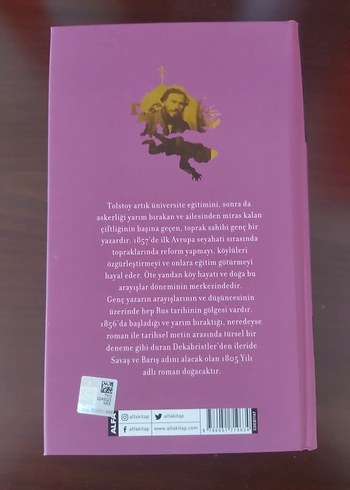 Tolstoy artık üniversite eğitimini, sonra da
askerliği yarım bırakan ve ailesinden miras kalan
çiftliğinin başına geçen, toprak sahibi genç bir
yazardır. 1857'de ilk Avrupa seyahati sırasında
topraklarında reform yapmayı, köylüleri
özgürleştirmeyi ve onlara eğitim götürmeyi
hayal eder. Öte yandan köy hayatı ve doğa bu
arayışlar döneminin merkezindedir.
Genç yazarın arayışlarının ve düşüncesinin
üzerinde hep Rus tarihinin gölgesi vardır.
1856'da başladığı ve yarım bıraktığı, neredeyse
roman ile tarihsel metin arasında türsel bir
deneme gibi duran Dekabristler'den ileride
Savaş ve Barış adını alacak olan 1805 Yılı
adlı roman doğacaktır.
ALFA
@alfakitap
@alfakitap
alfakitap
www.alfakitap.com